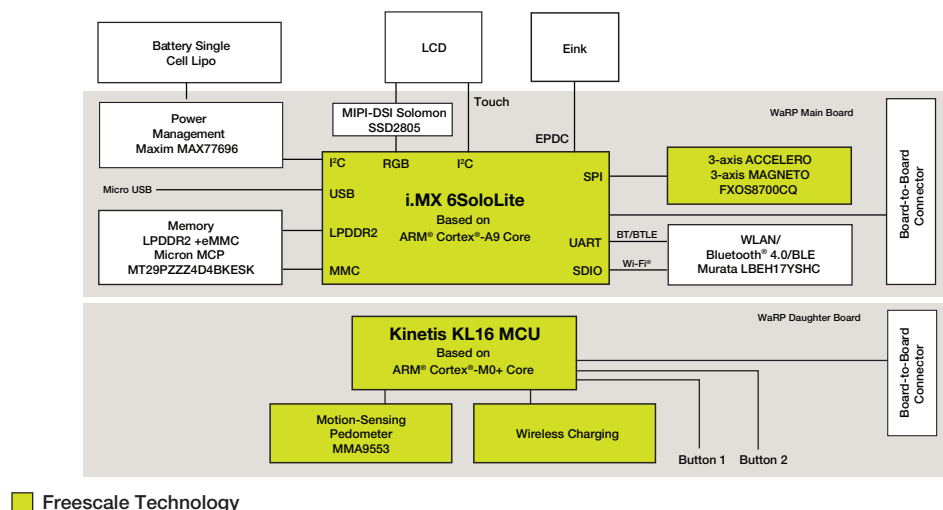 Battery Single
Cell Lipo
LCD
Eink
Touch
Power
Management
Maxim MAX77696
MIPI-DSI Solomon
SSD2805
EPDC
WaRP Main Board
Board-to-Board
Connector
I²C
RGB
I²C
SPI
3-axis ACCELERO
3-axis MAGNETO
FXOS8700CQ
Micro USB
USB
i.MX 6SoloLite
Based on
ARM® Cortex®-A9 Core
Memory
LPDDR2 +eMMC
Micron MCP
MT29PZZZ4D4BKESK
LPDDR2
MMC
UART
SDIO
BT/BTLE
Wi-Fi®
WLAN/
Bluetooth® 4.0/BLE
Murata LBEH17YSHC
WaRP Daughter Board
Kinetis KL16 MCU
Based on
ARM® Cortex®-M0+ Core
Board-to-Board
Connector
Motion-Sensing
Pedometer
MMA9553
Wireless Charging
Button 1
Button 2
Freescale Technology